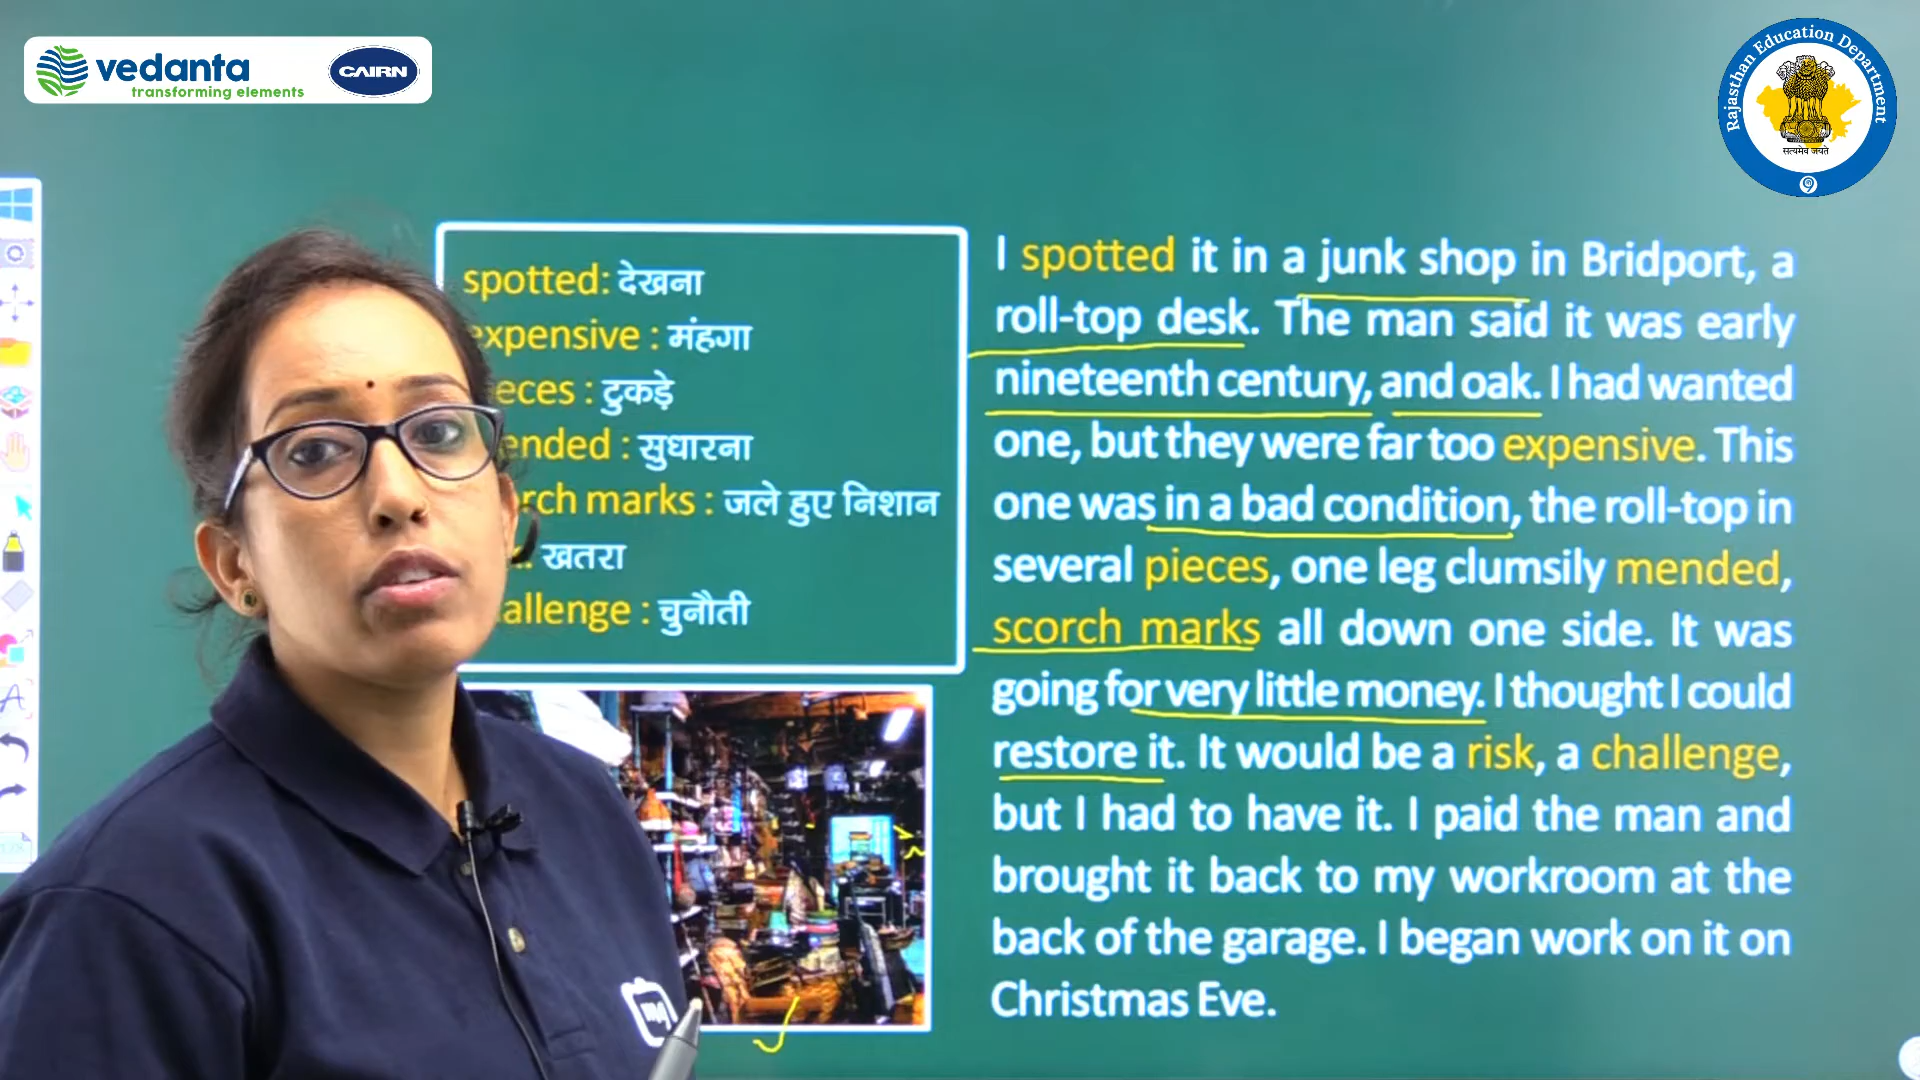 vedanta
transforming elements
CAIRN
Rajasthan Education Department
सत्यमेव जयते
spotted: देखना
expensive : मंहगा
eces : टुकड़े
ended : सुधारना
rch marks : जले हुए निशान
खतरा
allenge : चुनौती
I spotted it in a junk shop in Bridport, a
roll-top desk. The man said it was early
nineteenth century, and oak. I had wanted
one, but they were far too expensive. This
one was in a bad condition, the roll-top in
several pieces, one leg clumsily mended,
scorch marks all down one side. It was
going for very little money. I thought I could
restore it. It would be a risk, a challenge,
but I had to have it. I paid the man and
brought it back to my workroom at the
back of the garage. I began work on it on
Christmas Eve.